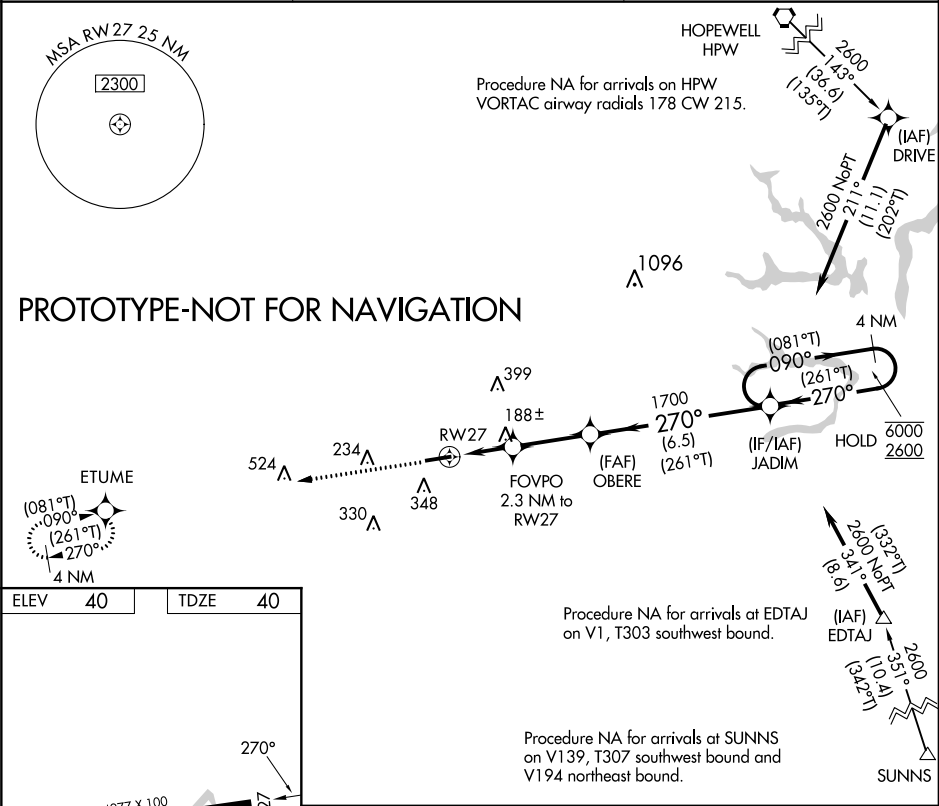 MSA RW27 25 NM
2300
HOPEWELL
HPW
2600
143°
(36.6)
(135°T)
Procedure NA for arrivals on HPW
VORTAC airway radials 178 CW 215.
(IAF)
DRIVE
2600 NoPT
211°
(11.1)
(202°T)
1096
PROTOTYPE-NOT FOR NAVIGATION
4 NM
(081°T)
090°
(261°T)
270°
HOLD
6000
2600
399
188±
1700
270°
(6.5)
(261°T)
(IF/IAF)
JADIM
RW27
(FAF)
OBERE
FOVPO
2.3 NM to
RW27
234
524
348
330
ETUME
(081°T)
090°
(261°T)
270°
4 NM
(332°T)
2600 NoPT
341°
(8.6)
ELEV 40
TDZE 40
Procedure NA for arrivals at EDTAJ
on V1, T303 southwest bound.
(IAF)
EDTAJ
2600
351°
(10.4)
(342°T)
Procedure NA for arrivals at SUNNS
on V139, T307 southwest bound and
V194 northeast bound.
SUNNS
270°
X 100
27